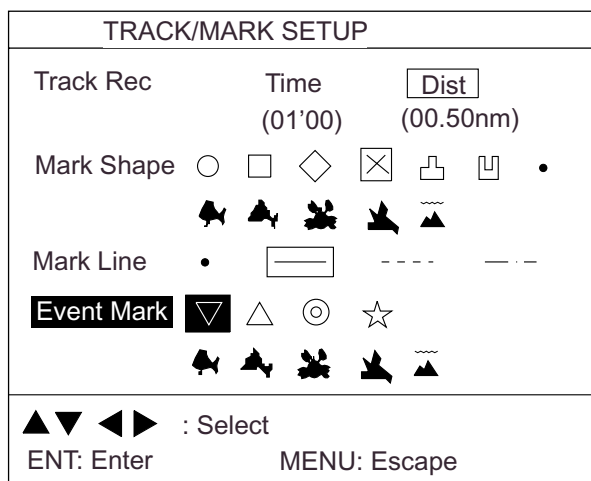 TRACK/MARK SETUP
Track Rec Time Dist
(01'00) (00.50nm)
Mark Shape
Mark Line
Event Mark
: Select
ENT: Enter MENU: Escape